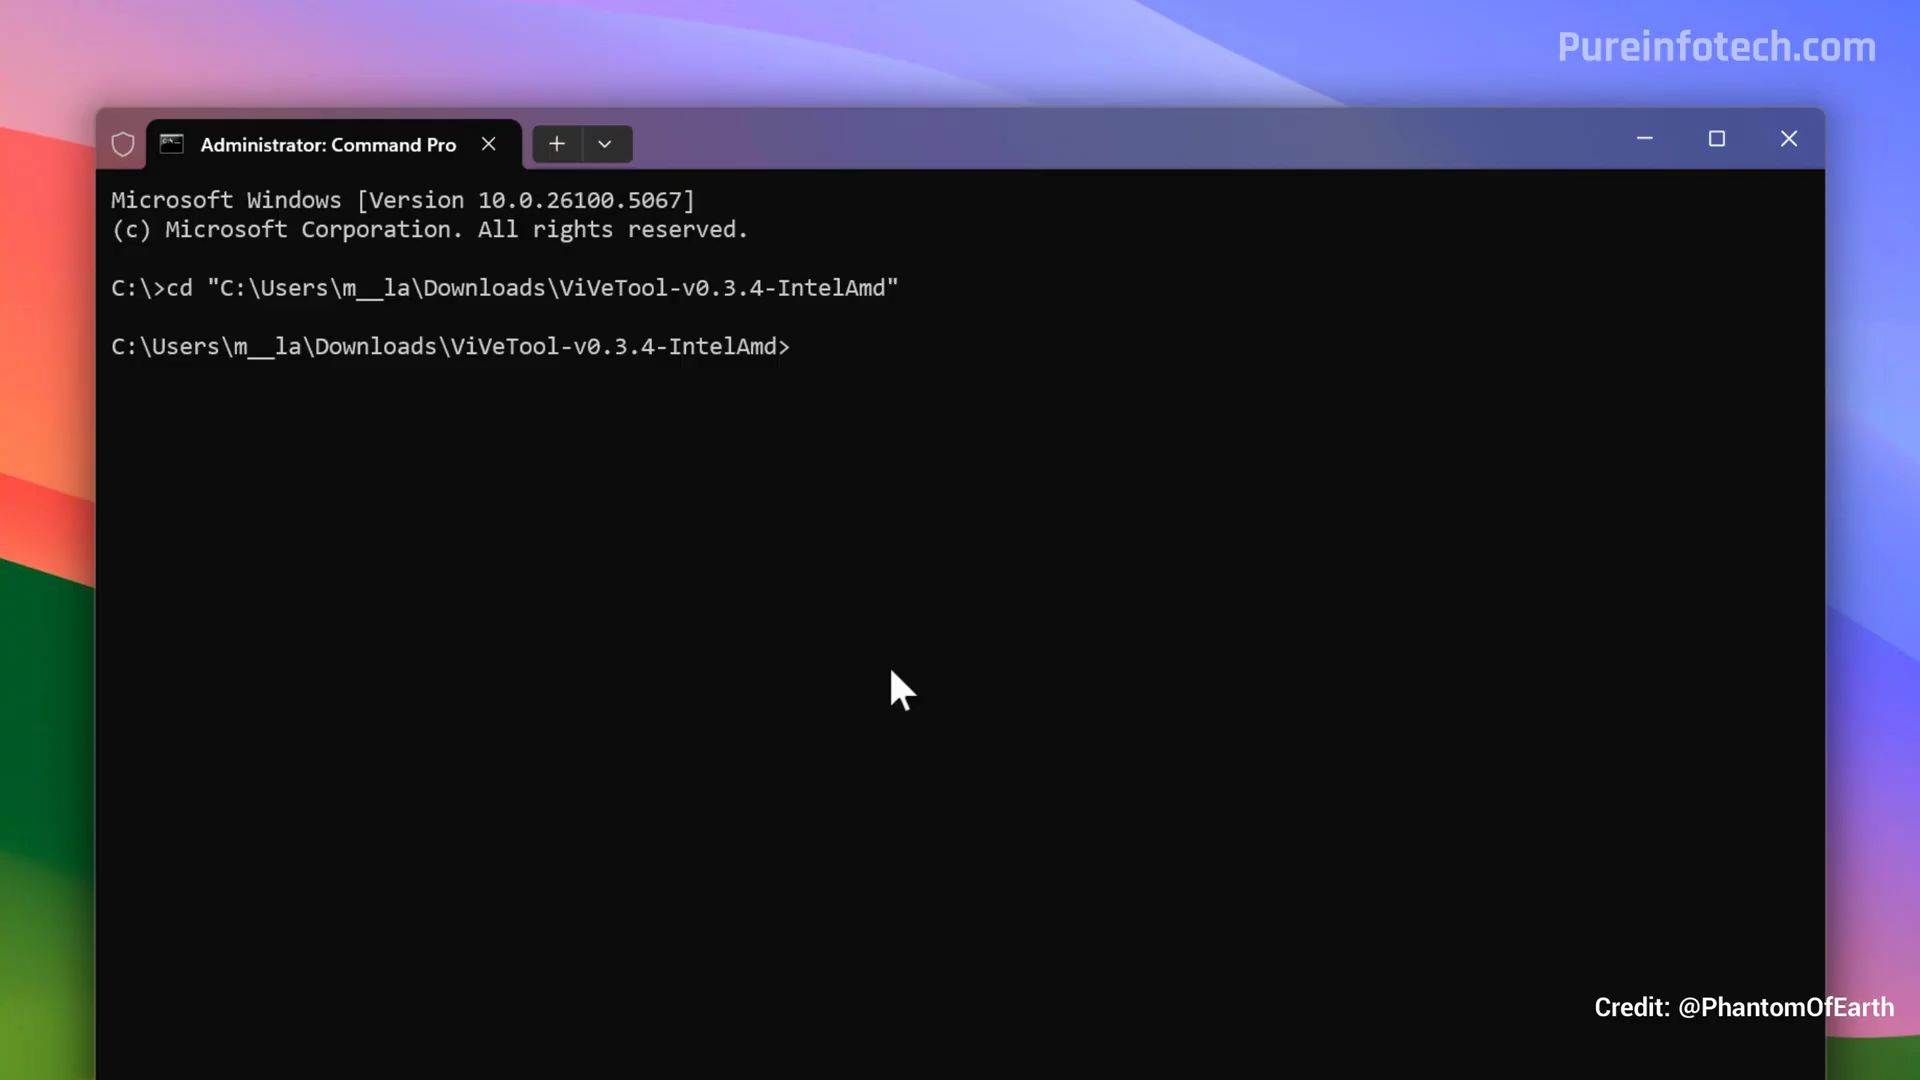 Pureinfotech.com
Administrator: Command Pro
Microsoft Windows [Version 10.0.26100.5067]
(c) Microsoft Corporation. All rights reserved.
C:\>cd "C:\Users\m__la\Downloads\ViVeTool-v0.3.4-IntelAmd"
C:\Users\m__la\Downloads\ViVeTool-v0.3.4-IntelAmd>
Credit: @PhantomOfEarth